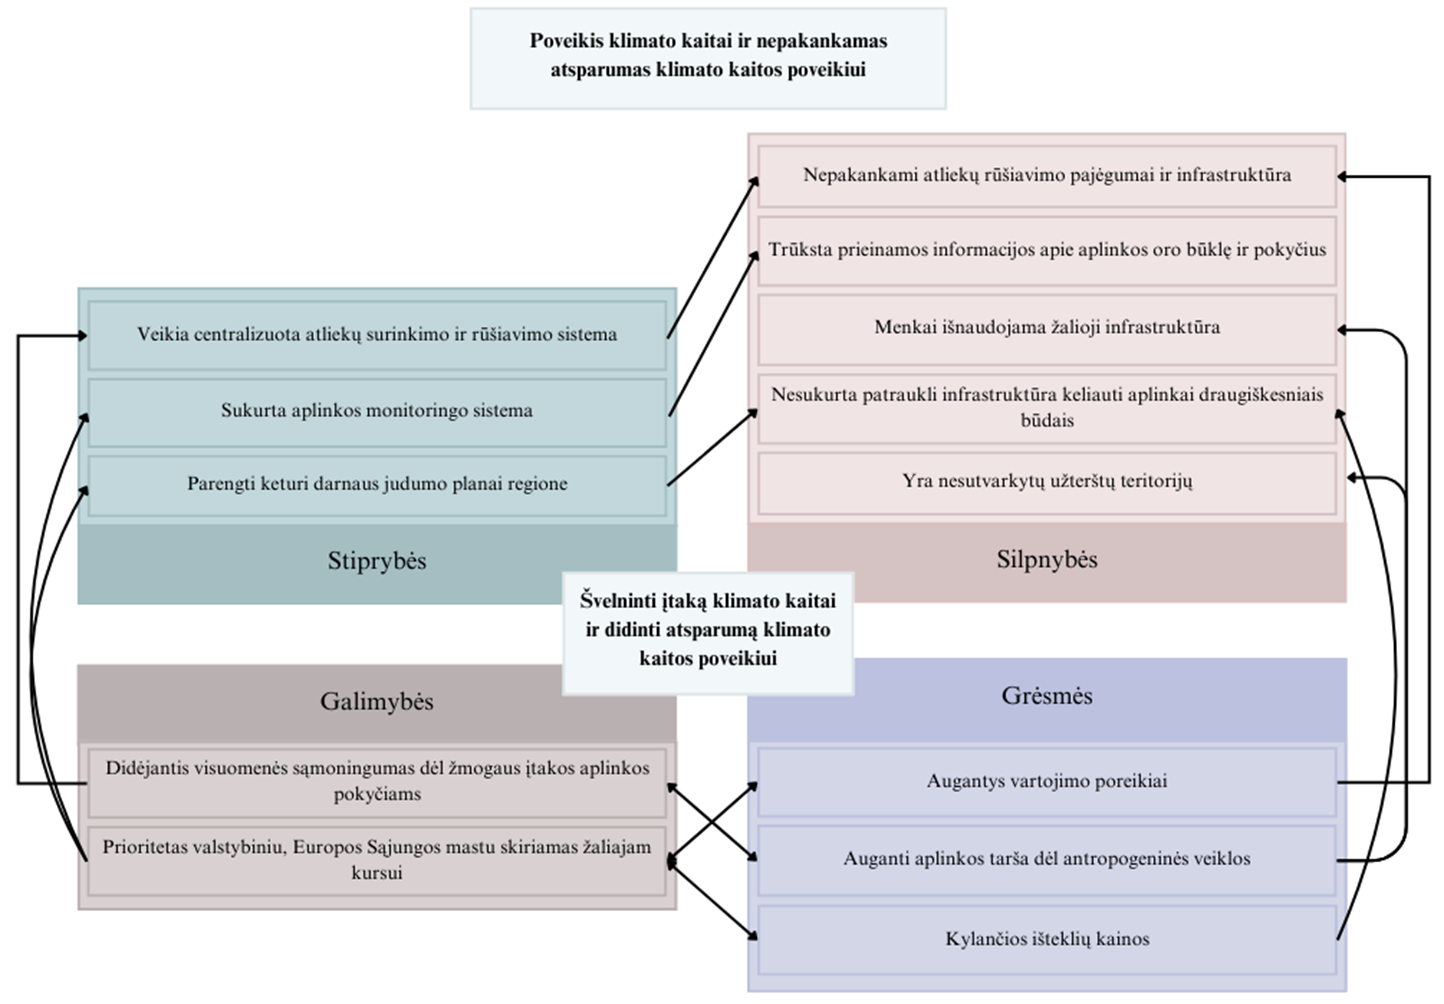 Poveikis klimato kaitai ir nepakankamas
atsparumas klimato kaitos poveikiui
Veikia centralizuota atliekų surinkimo ir rūšiavimo sistema
Sukurta aplinkos monitoringo sistema
Parengti keturi darnaus judumo planai regione
Stiprybės
Nepakankami atliekų rūšiavimo pajėgumai ir infrastruktūra
Trūksta prieinamos informacijos apie aplinkos oro būklę ir pokyčius
Menkai išnaudojama žalioji infrastruktūra
Nesukurta patraukli infrastruktūra keliauti aplinkai draugiškesniais
būdais
Yra nesutvarkytų užterštų teritorijų
Silpnybės
Švelninti įtaką klimato kaitai
ir didinti atsparumą klimato
kaitos poveikiui
Galimybės
Didėjantis visuomenės sąmoningumas dėl žmogaus įtakos aplinkos
pokyčiams
Prioritetas valstybiniu, Europos Sąjungos mastu skiriamas žaliajam
kursui
Grėsmės
Augantys vartojimo poreikiai
Auganti aplinkos tarša dėl antropogeninės veiklos
Kylančios išteklių kainos